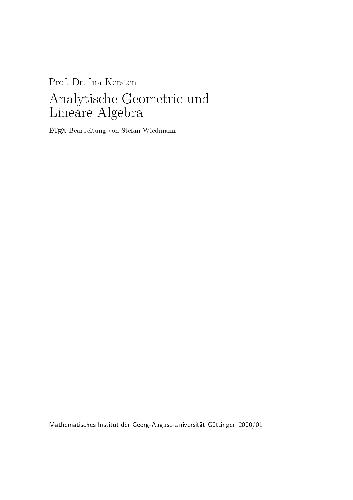 Prof. Dr. Ina Kersten
Analytische Geometrie und
Lineare Algebra
LATEX-Bearbeitung von Stefan Wiedmann
Mathematisches Institut der Georg-August-Universität Göttingen 2000/01